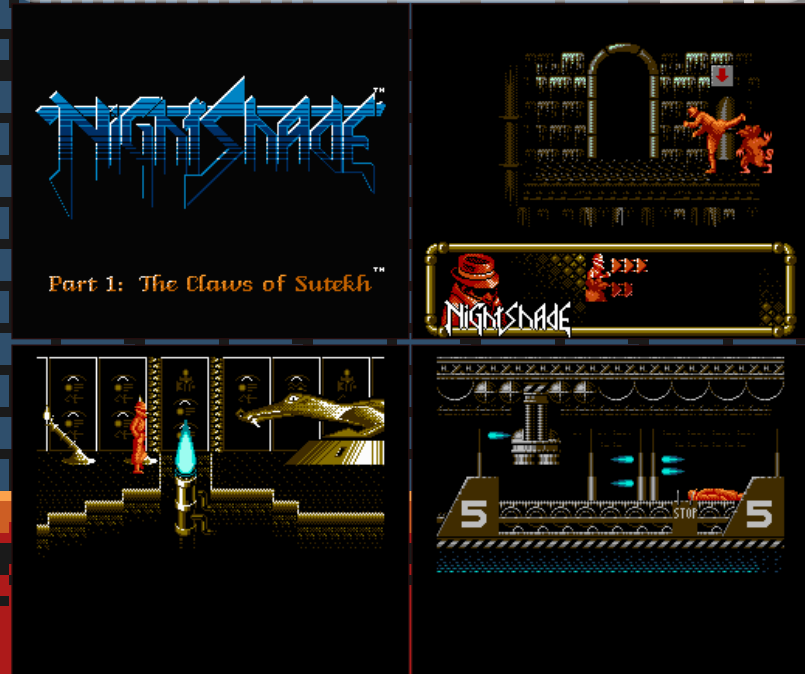 NIGHTSHADE™
Part 1: The Claws of Sutekh™
NIGHTSHADE
5
STOP
5